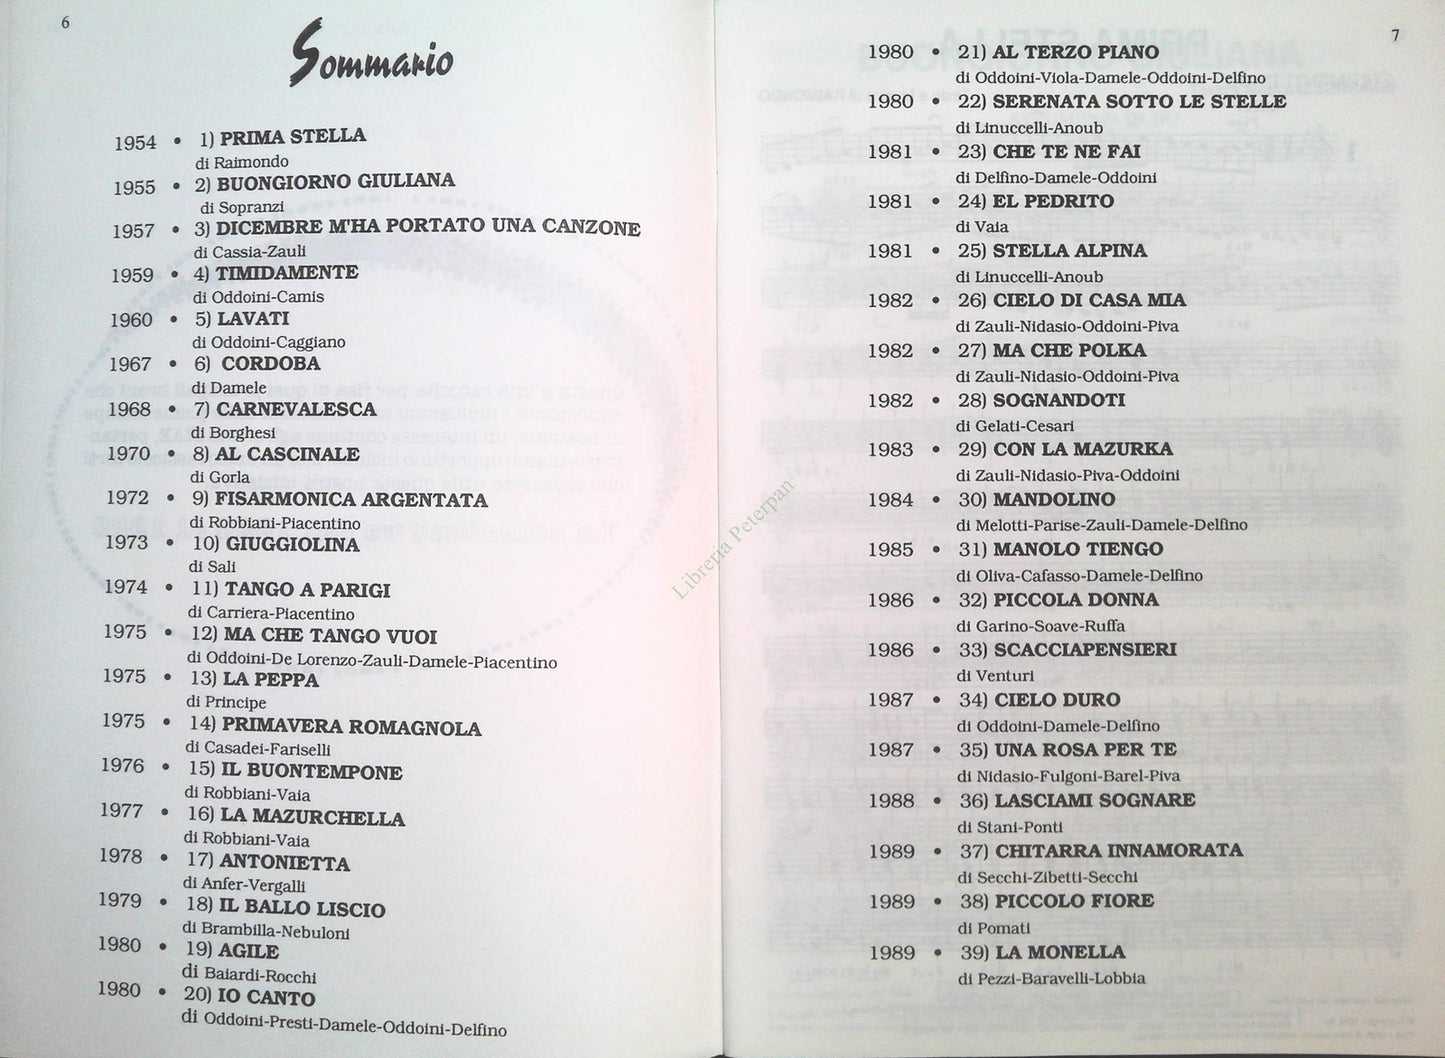 6
Sommario
1954 • 1) PRIMA STELLA
di Raimondo
1955 • 2) BUONGIORNO GIULIANA
di Sopranzi
1957 • 3) DICEMBRE M'HA PORTATO UNA CANZONE
di Cassia-Zauli
1959 • 4) TIMIDAMENTE
di Oddoini-Camis
1960 • 5) LAVATI
di Oddoini-Caggiano
1967 • 6) CORDOBA
di Damele
1968 • 7) CARNEVALESCA
di Borghesi
1970 • 8) AL CASCINALE
di Gorla
1972 • 9) FISARMONICA ARGENTATA
di Robbiani-Piacentino
1973 • 10) GIUGGIOLINA
di Sali
1974 • 11) TANGO A PARIGI
di Carriera-Piacentino
1975 • 12) MA CHE TANGO VUOI
di Oddoini-De Lorenzo-Zauli-Damele-Piacentino
1975 • 13) LA PEPPA
di Principe
1975 • 14) PRIMAVERA ROMAGNOLA
di Casadei-Fariselli
1976 • 15) IL BUONTEMPONE
di Robbiani-Vaia
1977 • 16) LA MAZURCHELLA
di Robbiani-Vaia
1978 • 17) ANTONIETTA
di Anfer-Vergalli
1979 • 18) IL BALLO LISCIO
di Brambilla-Nebuloni
1980 • 19) AGILE
di Baiardi-Rocchi
1980 • 20) IO CANTO
di Oddoini-Presti-Damele-Oddoini-Delfino
Libreria Peterpan
7
1980 • 21) AL TERZO PIANO
di Oddoini-Viola-Damele-Oddoini-Delfino
1980 • 22) SERENATA SOTTO LE STELLE
di Linuccelli-Anoub
1981 • 23) CHE TE NE FAI
di Delfino-Damele-Oddoini
1981 • 24) EL PEDRITO
di Vaia
1981 • 25) STELLA ALPINA
di Linuccelli-Anoub
1982 • 26) CIELO DI CASA MIA
di Zauli-Nidasio-Oddoini-Piva
1982 • 27) MA CHE POLKA
di Zauli-Nidasio-Oddoini-Piva
1982 • 28) SOGNANDOTI
di Gelati-Cesari
1983 • 29) CON LA MAZURKA
di Zauli-Nidasio-Piva-Oddoini
1984 • 30) MANDOLINO
di Melotti-Parise-Zauli-Damele-Delfino
1985 • 31) MANOLO TIENGO
di Oliva-Cafasso-Damele-Delfino
1986 • 32) PICCOLA DONNA
di Garino-Soave-Ruffa
1986 • 33) SCACCIAPENSIERI
di Venturi
1987 • 34) CIELO DURO
di Oddoini-Damele-Delfino
1987 • 35) UNA ROSA PER TE
di Nidasio-Fulgoni-Barel-Piva
1988 • 36) LASCIAMI SOGNARE
di Stani-Ponti
1989 • 37) CHITARRA INNAMORATA
di Secchi-Zibetti-Secchi
1989 • 38) PICCOLO FIORE
di Pomati
1989 • 39) LA MONELLA
di Pezzi-Baravelli-Lobbia